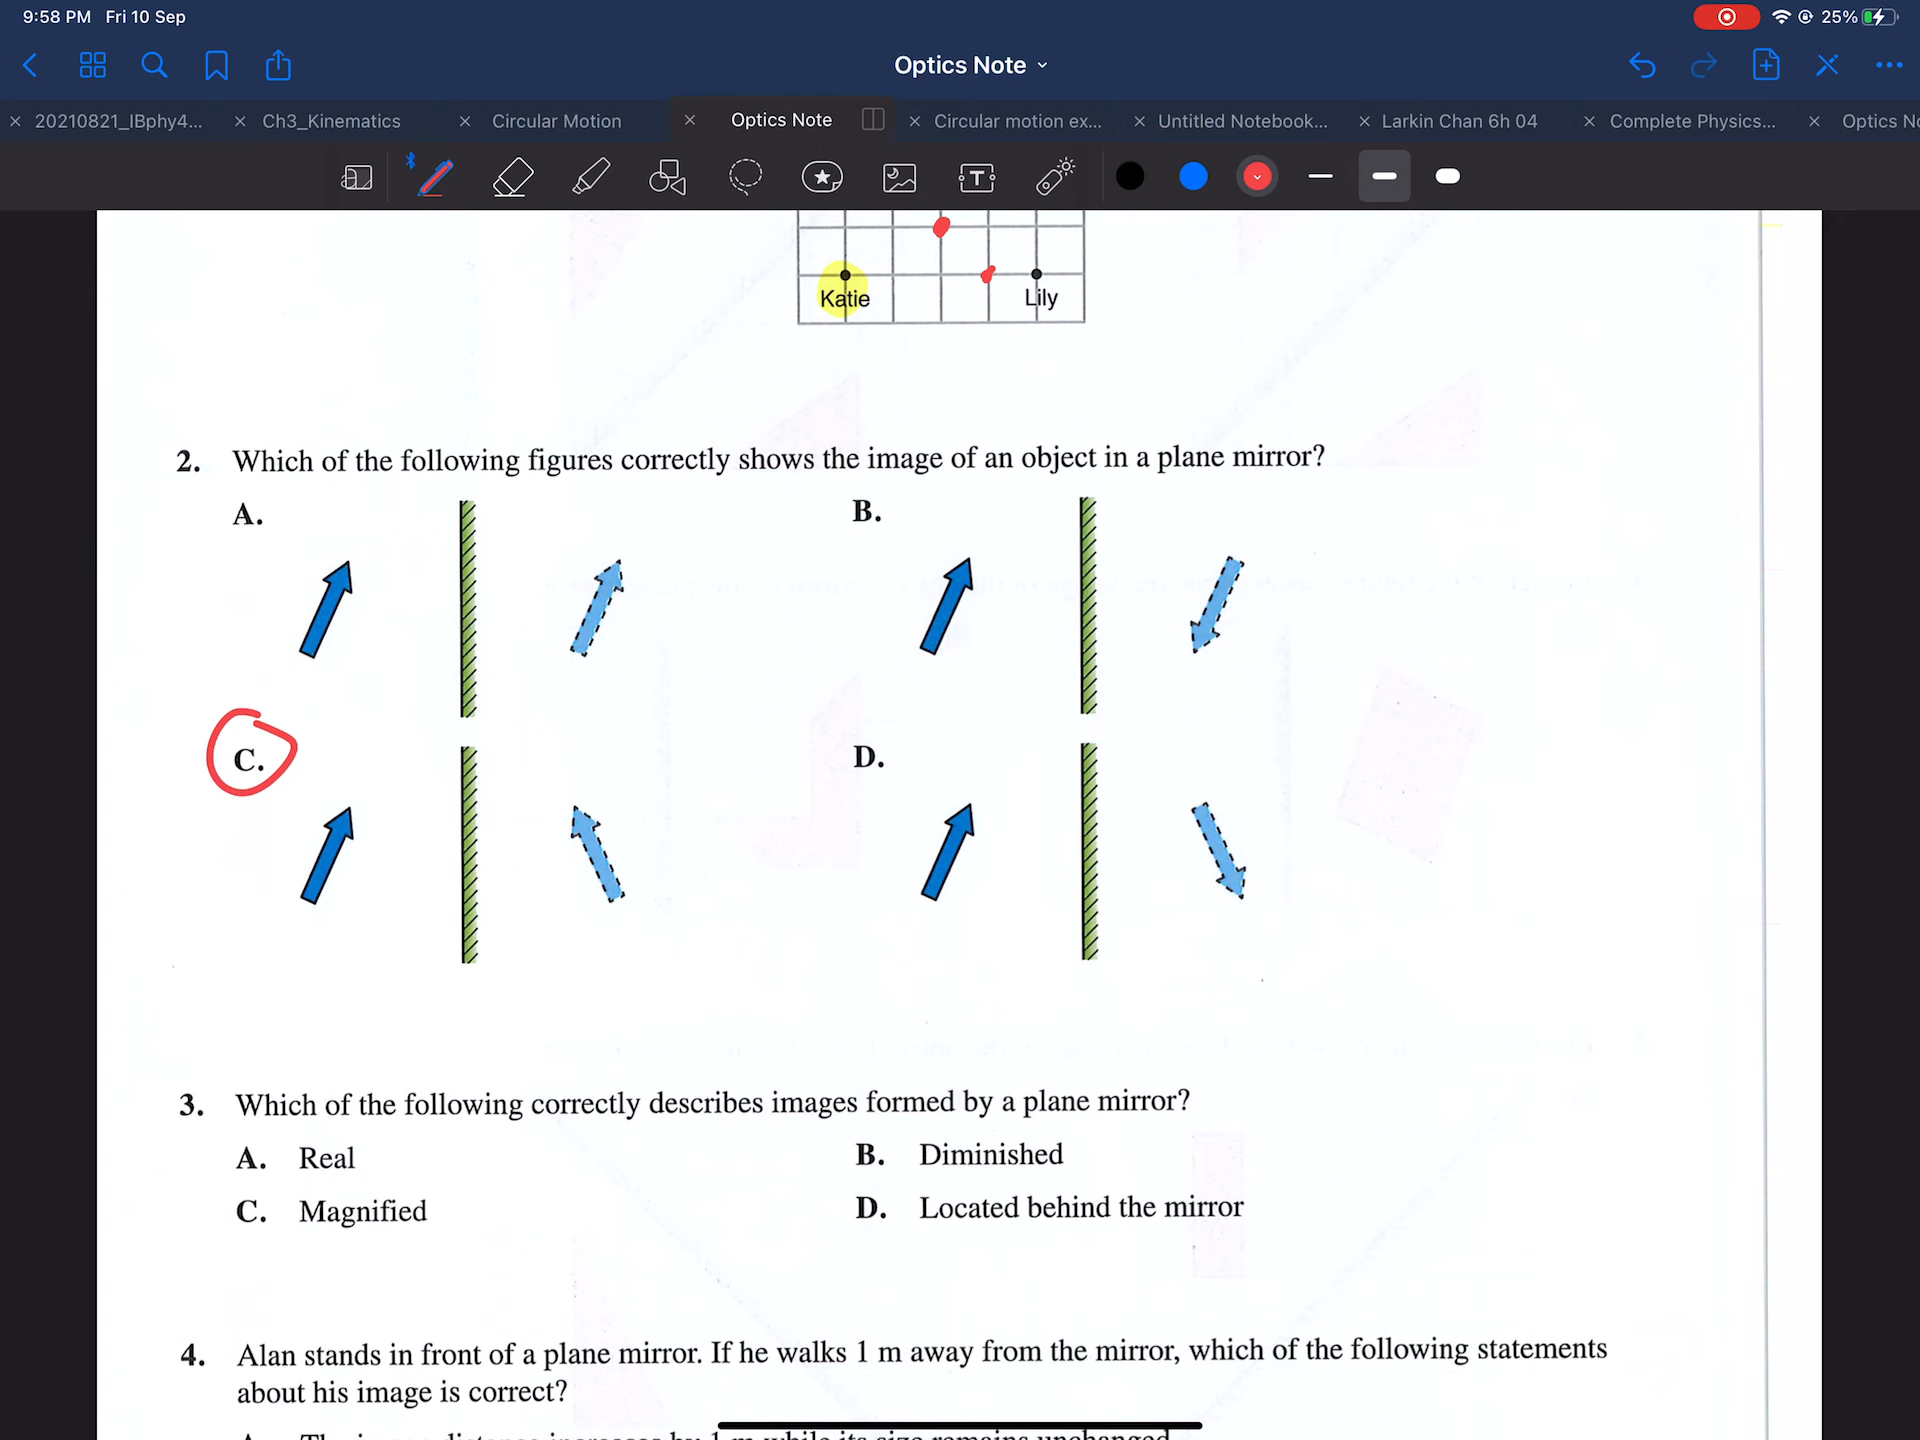 9:58 PM Fri 10 Sep
25%
Optics Note
20210821_IBphy4...
Ch3_Kinematics
Circular Motion
Optics Note
Circular motion ex...
Untitled Notebook...
Larkin Chan 6h 04
Complete Physics...
Optics No
Katie
Lily
2. Which of the following figures correctly shows the image of an object in a plane mirror?
A.
B.
C.
D.
3. Which of the following correctly describes images formed by a plane mirror?
A. Real
B. Diminished
C. Magnified
D. Located behind the mirror
4. Alan stands in front of a plane mirror. If he walks 1 m away from the mirror, which of the following statements
about his image is correct?